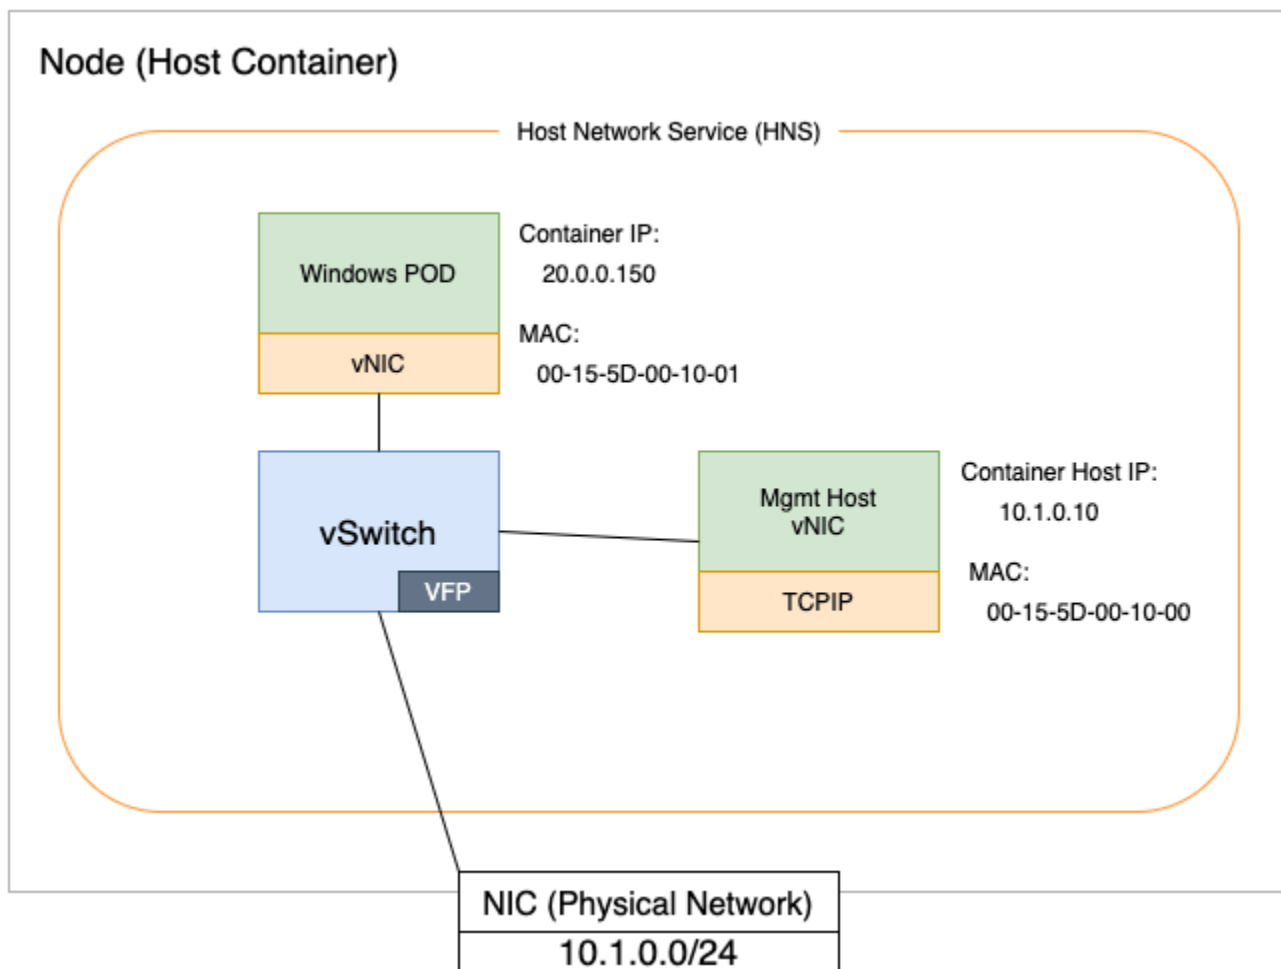 Node (Host Container)
Host Network Service (HNS)
Windows POD
vNIC
Container IP:
20.0.0.150
MAC:
00-15-5D-00-10-01
vSwitch
VFP
Mgmt Host
vNIC
TCPIP
Container Host IP:
10.1.0.10
MAC:
00-15-5D-00-10-00
NIC (Physical Network)
10.1.0.0/24